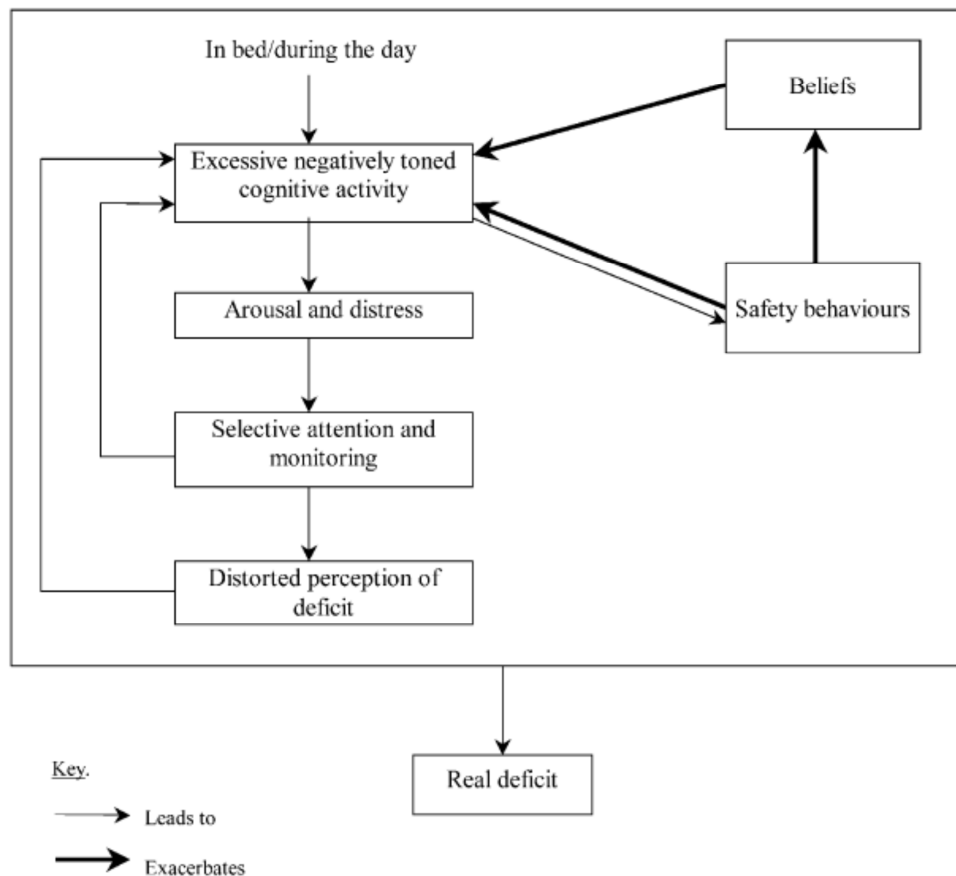 In bed/during the day
Beliefs
Excessive negatively toned
cognitive activity
Arousal and distress
Safety behaviours
Selective attention and
monitoring
Distorted perception of
deficit
Real deficit
Key.
Leads to
Exacerbates